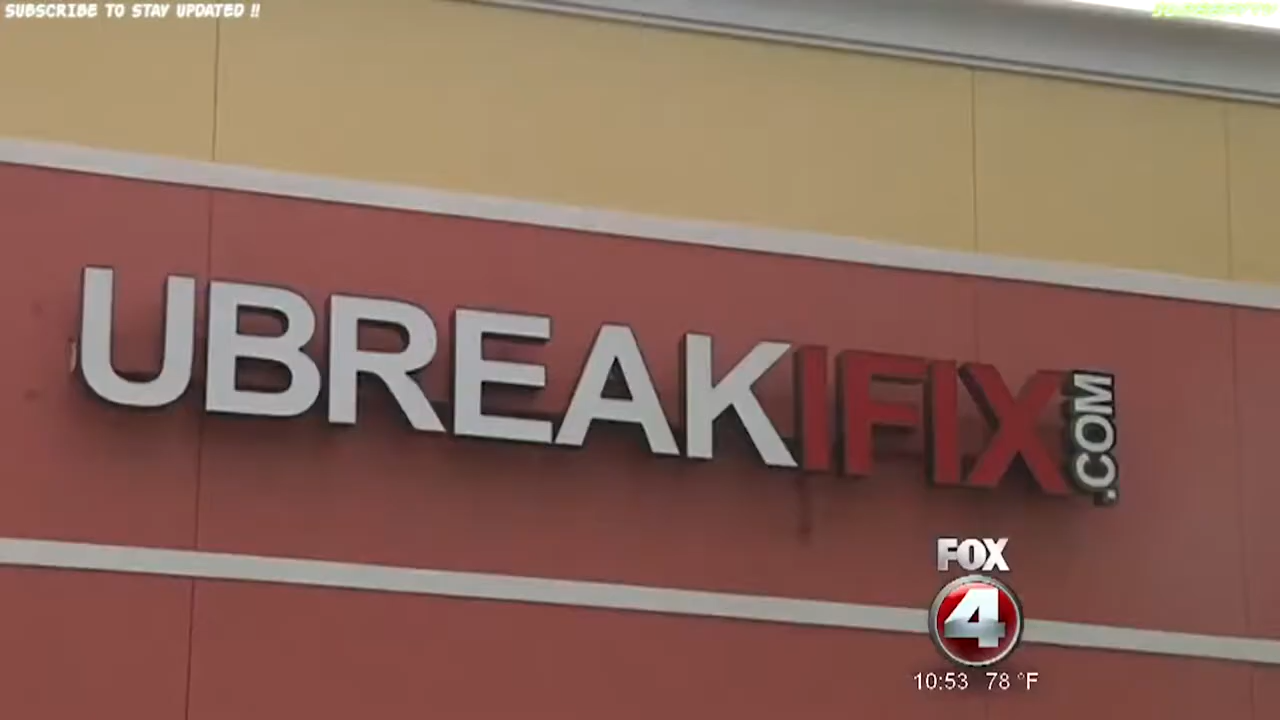 SUBSCRIBE TO STAY UPDATED !!
UBREAKIFIX.COM
FOX
4
10:53 78 °F